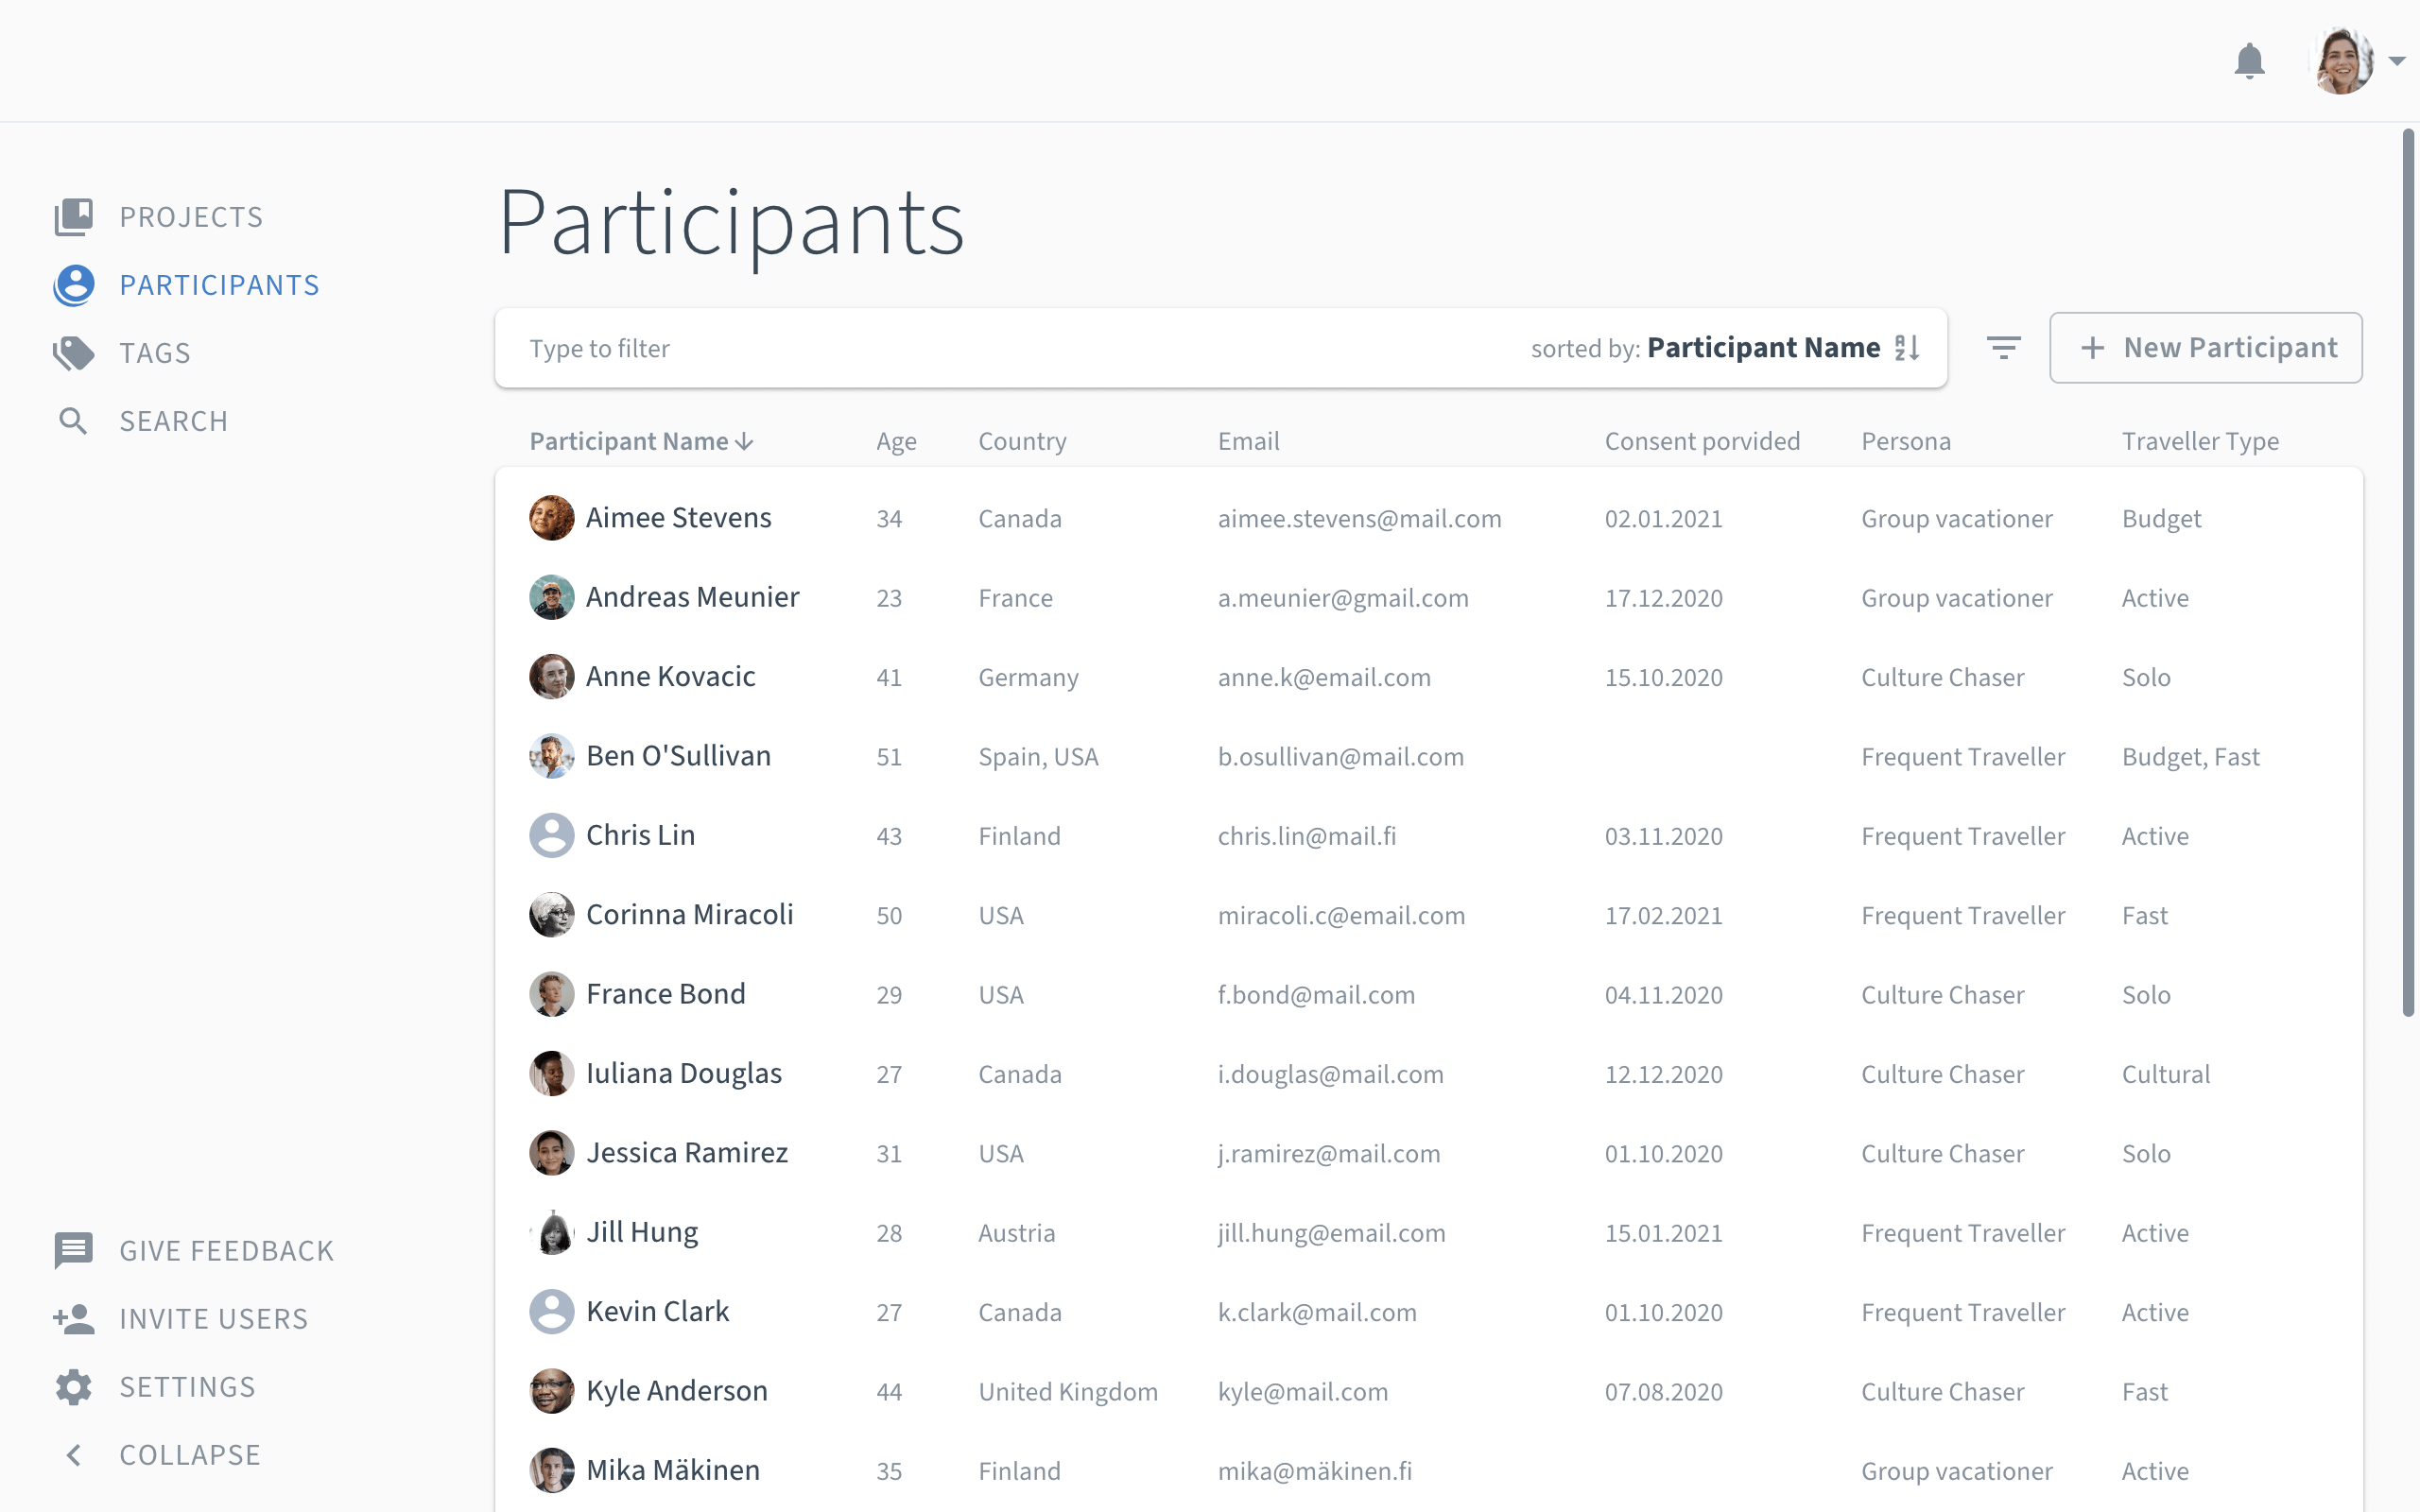 PROJECTS
PARTICIPANTS
TAGS
SEARCH
GIVE FEEDBACK
INVITE USERS
SETTINGS
COLLAPSE
Participants
Type to filter sorted by: Participant Name AZ
New Participant
Participant Name Age Country Email Consent porvided Persona Traveller Type
Aimee Stevens 34 Canada aimee.stevens@mail.com 02.01.2021 Group vacationer Budget
Andreas Meunier 23 France a.meunier@gmail.com 17.12.2020 Group vacationer Active
Anne Kovacic 41 Germany anne.k@email.com 15.10.2020 Culture Chaser Solo
Ben O'Sullivan 51 Spain, USA b.osullivan@mail.com Frequent Traveller Budget, Fast
Chris Lin 43 Finland chris.lin@mail.fi 03.11.2020 Frequent Traveller Active
Corinna Miracoli 50 USA miracoli.c@email.com 17.02.2021 Frequent Traveller Fast
France Bond 29 USA f.bond@mail.com 04.11.2020 Culture Chaser Solo
Iuliana Douglas 27 Canada i.douglas@mail.com 12.12.2020 Culture Chaser Cultural
Jessica Ramirez 31 USA j.ramirez@mail.com 01.10.2020 Culture Chaser Solo
Jill Hung 28 Austria jill.hung@email.com 15.01.2021 Frequent Traveller Active
Kevin Clark 27 Canada k.clark@mail.com 01.10.2020 Frequent Traveller Active
Kyle Anderson 44 United Kingdom kyle@mail.com 07.08.2020 Culture Chaser Fast
Mika Mäkinen 35 Finland mika@mäkinen.fi Group vacationer Active